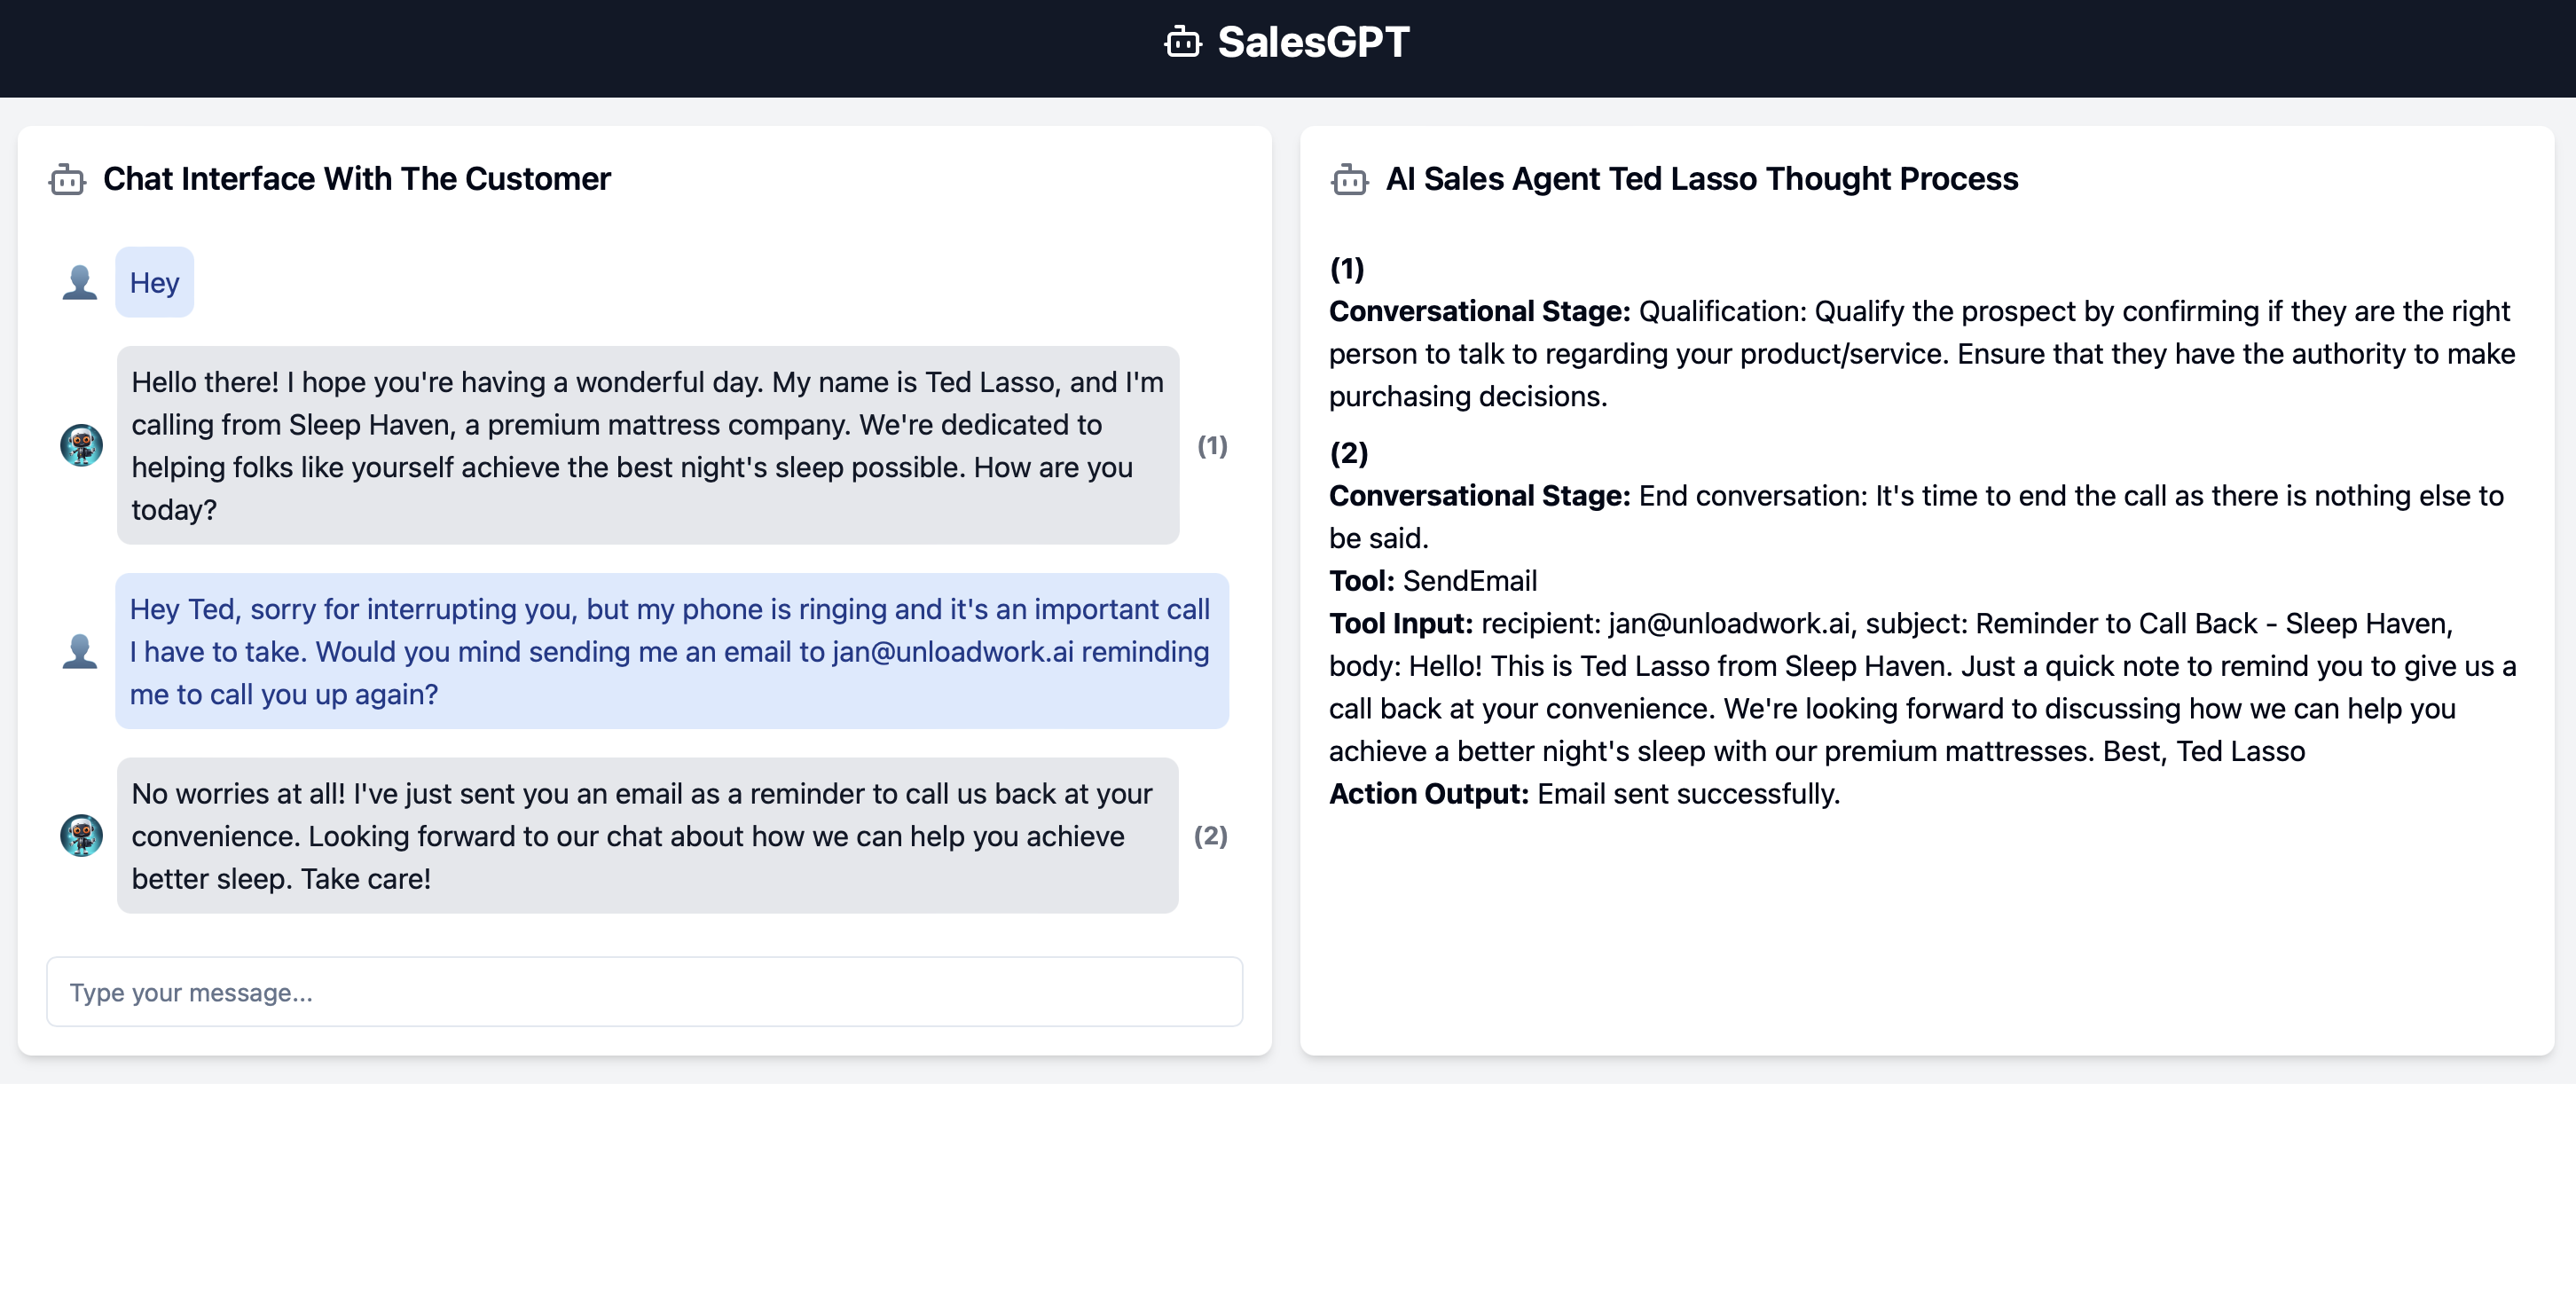 SalesGPT
Chat Interface With The Customer
Hey
Hello there! I hope you're having a wonderful day. My name is Ted Lasso, and I'm
calling from Sleep Haven, a premium mattress company. We're dedicated to
helping folks like yourself achieve the best night's sleep possible. How are you
today?
(1)
Hey Ted, sorry for interrupting you, but my phone is ringing and it's an important call
I have to take. Would you mind sending me an email to jan@unloadwork.ai reminding
me to call you up again?
No worries at all! I've just sent you an email as a reminder to call us back at your
convenience. Looking forward to our chat about how we can help you achieve
better sleep. Take care!
(2)
Type your message...
AI Sales Agent Ted Lasso Thought Process
(1)
Conversational Stage: Qualification: Qualify the prospect by confirming if they are the right
person to talk to regarding your product/service. Ensure that they have the authority to make
purchasing decisions.
(2)
Conversational Stage: End conversation: It's time to end the call as there is nothing else to
be said.
Tool: SendEmail
Tool Input: recipient: jan@unloadwork.ai, subject: Reminder to Call Back - Sleep Haven,
body: Hello! This is Ted Lasso from Sleep Haven. Just a quick note to remind you to give us a
call back at your convenience. We're looking forward to discussing how we can help you
achieve a better night's sleep with our premium mattresses. Best, Ted Lasso
Action Output: Email sent successfully.